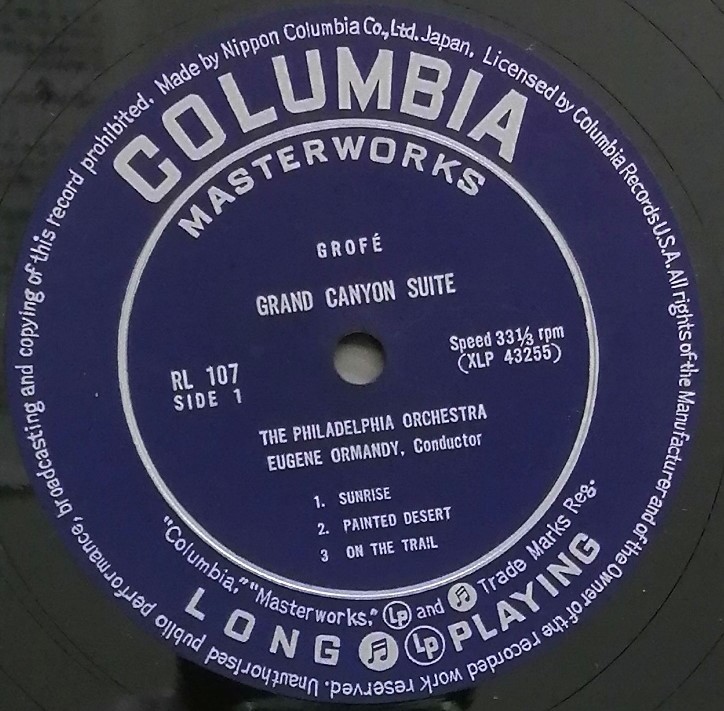 Made by Nippon Columbia Co., Ltd. Japan, Licensed by Columbia Records U.S.A. All rights of the Manufacturer and of the Owner of the recorded work reserved. Unauthorised public performance, broadcasting and copying of this record prohibited.
COLUMBIA
MASTERWORKS
GROFÉ
GRAND CANYON SUITE
Speed 33⅓ rpm
(XLP 43255)
RL 107
SIDE 1
THE PHILADELPHIA ORCHESTRA
EUGENE ORMANDY, Conductor
1. SUNRISE
2. PAINTED DESERT
3 ON THE TRAIL
"Columbia," "Masterworks," Lp and Trade Marks Reg.
LONG Lp PLAYING